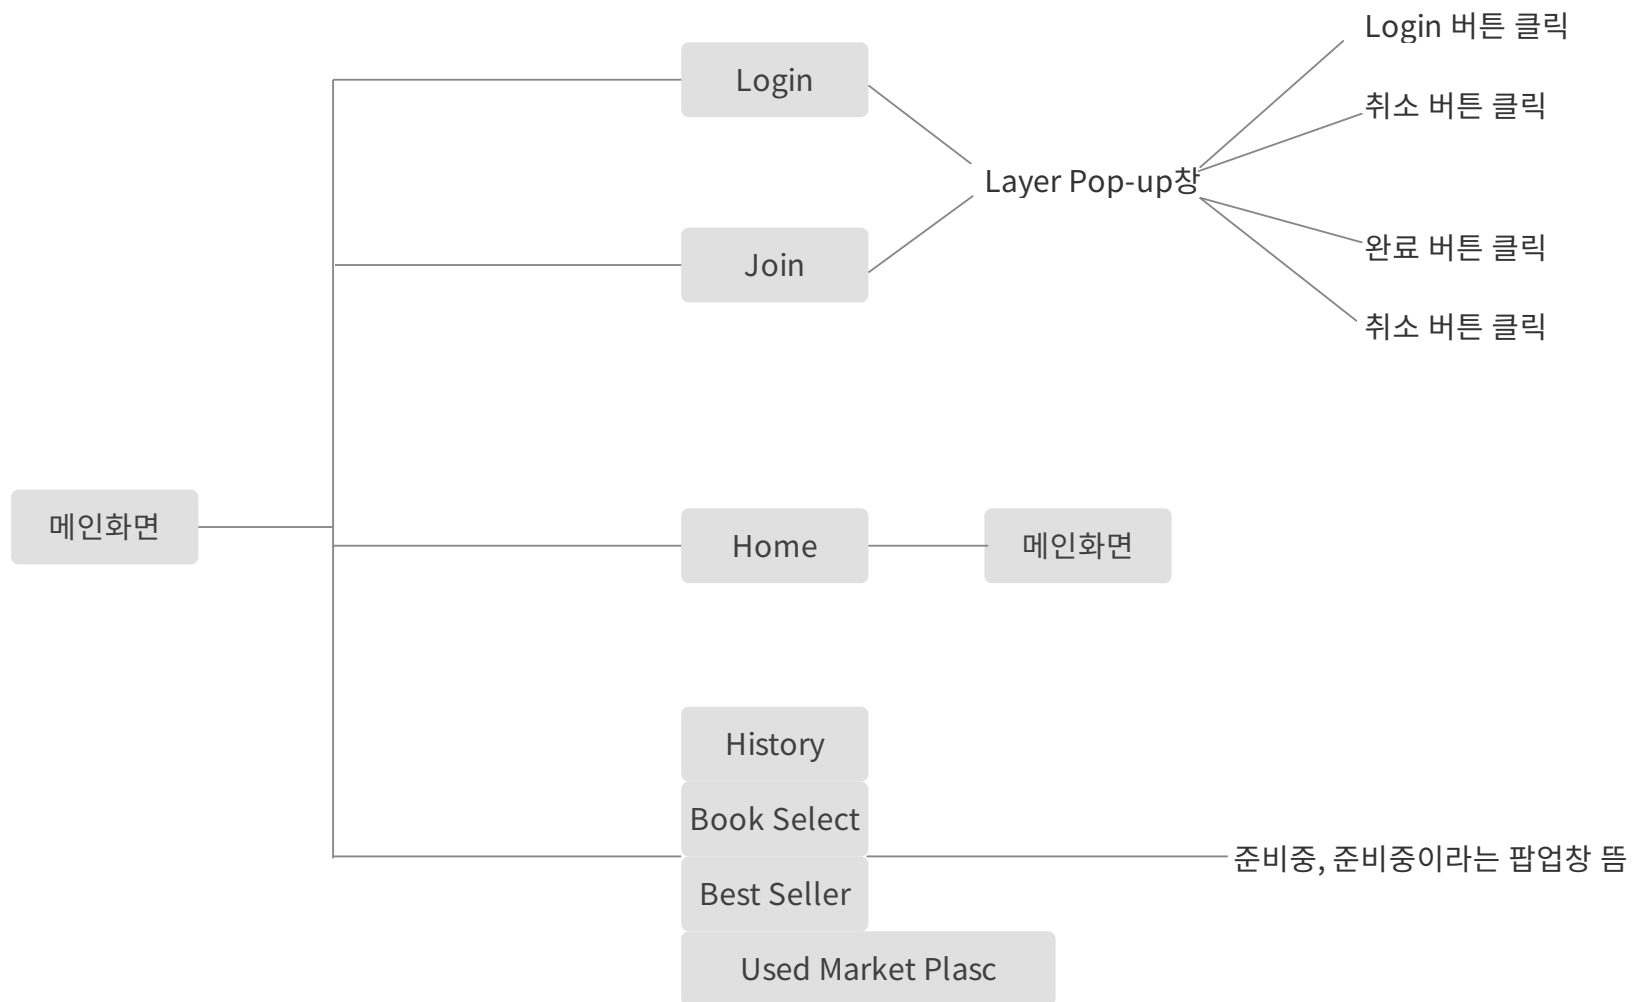 Login 버튼 클릭
Login
취소 버튼 클릭
Layer Pop-up창
완료 버튼 클릭
Join
취소 버튼 클릭
메인화면
Home
메인화면
History
Book Select
준비중, 준비중이라는 팝업창 뜸
Best Seller
Used Market Plasc